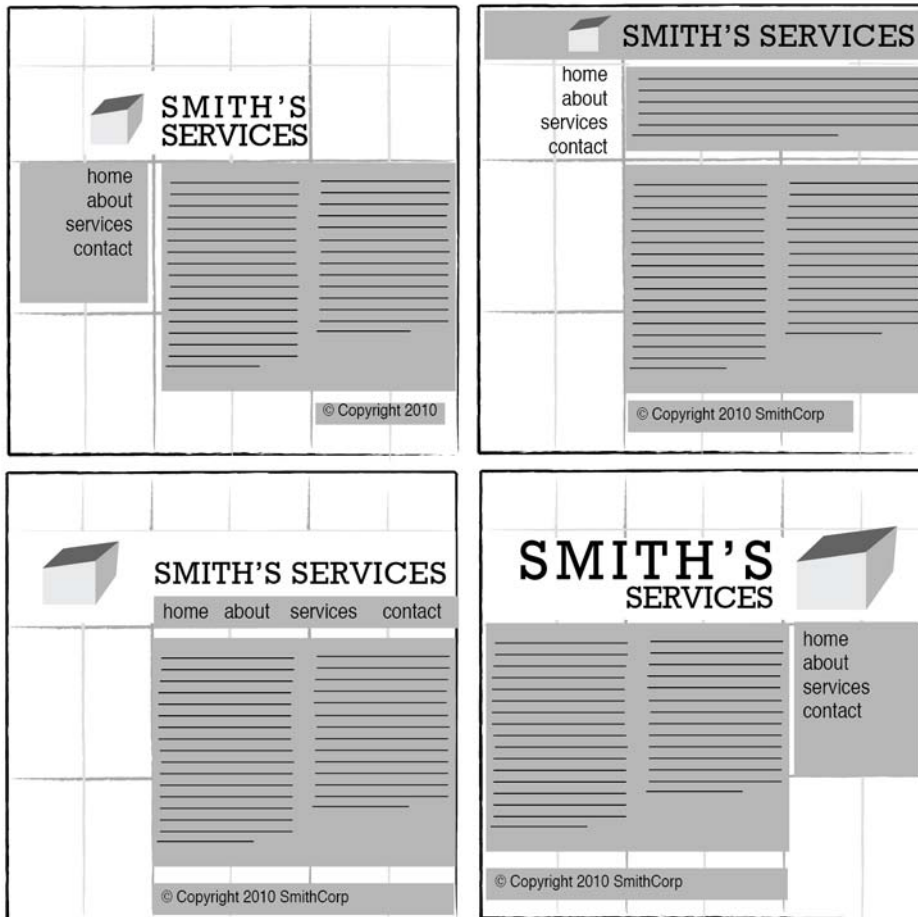 SMITH'S
SERVICES
home
about
services
contact
© Copyright 2010
SMITH'S SERVICES
home
about
services
contact
© Copyright 2010 SmithCorp
SMITH'S SERVICES
home about services contact
© Copyright 2010 SmithCorp
SMITH'S
SERVICES
home
about
services
contact
© Copyright 2010 SmithCorp